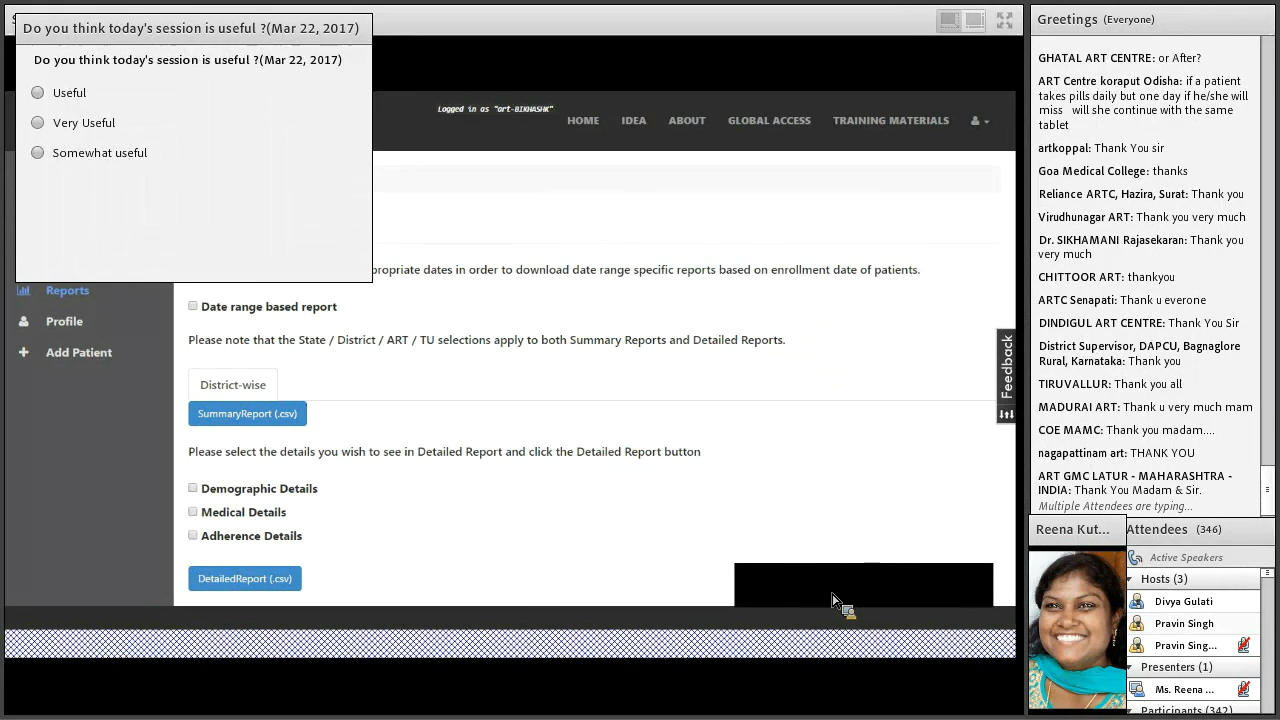 Do you think today's session is useful ?(Mar 22, 2017)
Do you think today's session is useful ?(Mar 22, 2017)
Useful
Very Useful
Somewhat useful
Logged in as "art-BIKHASHK"
HOME IDEA ABOUT GLOBAL ACCESS TRAINING MATERIALS
propriate dates in order to download date range specific reports based on enrollment date of patients.
Reports
Profile
Add Patient
Date range based report
Please note that the State / District / ART / TU selections apply to both Summary Reports and Detailed Reports.
District-wise
SummaryReport (.csv)
Please select the details you wish to see in Detailed Report and click the Detailed Report button
Demographic Details
Medical Details
Adherence Details
DetailedReport (.csv)
Feedback
Greetings (Everyone)
GHATAL ART CENTRE: or After?
ART Centre koraput Odisha: if a patient
takes pills daily but one day if he/she will
miss will she continue with the same
tablet
artkoppal: Thank You sir
Goa Medical College: thanks
Reliance ARTC, Hazira, Surat: Thank you
Virudhunagar ART: Thank you very much
Dr. SIKHAMANI Rajasekaran: Thank you
very much
CHITTOOR ART: thankyou
ARTC Senapati: Thank u everone
DINDIGUL ART CENTRE: Thank You Sir
District Supervisor, DAPCU, Bagnaglore
Rural, Karnataka: Thank you
TIRUVALLUR: Thank you all
MADURAI ART: Thank u very much mam
COE MAMC: Thank you madam....
nagapattinam art: THANK YOU
ART GMC LATUR - MAHARASHTRA -
INDIA: Thank You Madam & Sir.
Multiple Attendees are typing...
Reena Kut...
Attendees (346)
Active Speakers
Hosts (3)
Divya Gulati
Pravin Singh
Pravin Sing...
Presenters (1)
Ms. Reena ...
Participants (342)